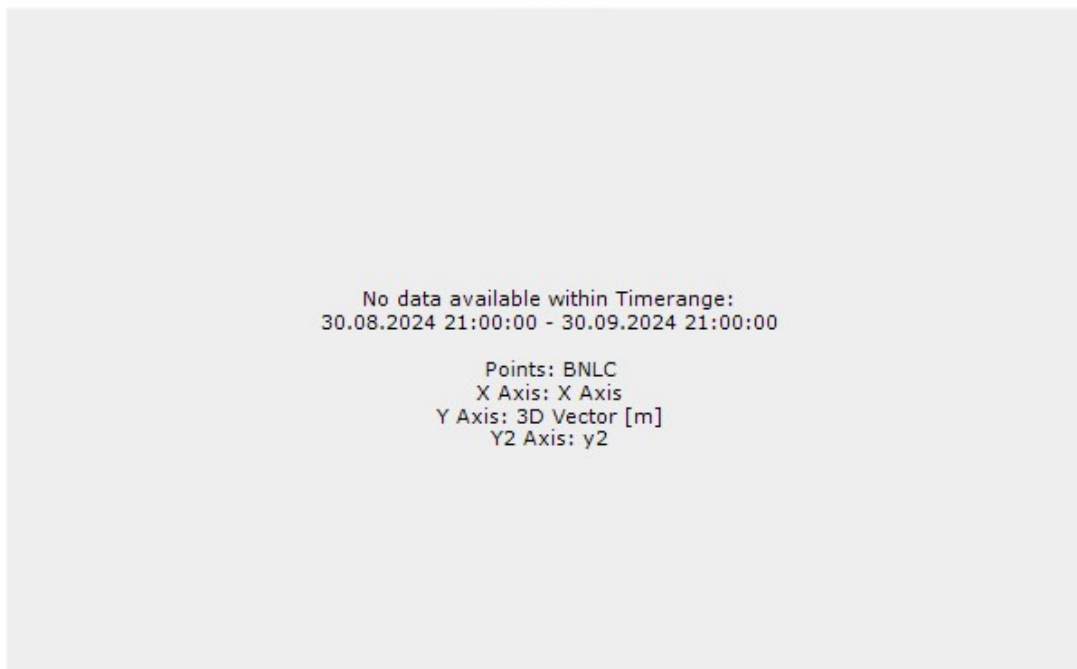 No data available within Timerange:
30.08.2024 21:00:00 - 30.09.2024 21:00:00
Points: BNLC
X Axis: X Axis
Y Axis: 3D Vector [m]
Y2 Axis: y2